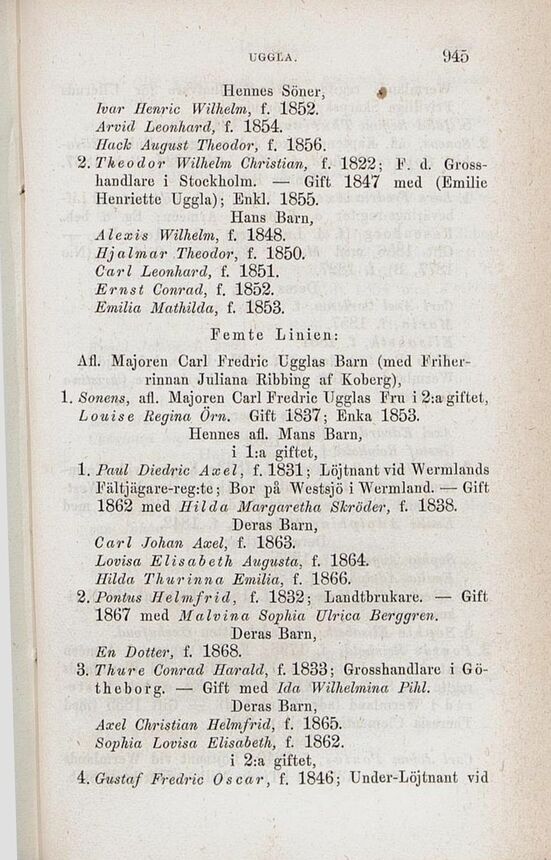 UGGLA. 945
Hennes Söner,
Ivar Henric Wilhelm, f. 1852.
Arvid Leonhard, f. 1854.
Hack August Theodor, f. 1856.
2. Theodor Wilhelm Christian, f. 1822; F. d. Gross-
handlare i Stockholm. — Gift 1847 med (Emilie
Henriette Uggla); Enkl. 1855.
Hans Barn,
Alexis Wilhelm, f. 1848.
Hjalmar Theodor, f. 1850.
Carl Leonhard, f. 1851.
Ernst Conrad, f. 1852.
Emilia Mathilda, f. 1853.
Femte Linien:
Afl. Majoren Carl Fredric Ugglas Barn (med Friher-
rinnan Juliana Ribbing af Koberg),
1. Sonens, afl. Majoren Carl Fredric Ugglas Fru i 2:a giftet,
Louise Regina Örn. Gift 1837; Enka 1853.
Hennes afl. Mans Barn,
i 1:a giftet,
1. Paul Diedric Axel, f. 1831; Löjtnant vid Wermlands
Fältjägare-reg:te; Bor på Westsjö i Wermland. — Gift
1862 med Hilda Margaretha Skröder, f. 1838.
Deras Barn,
Carl Johan Axel, f. 1863.
Lovisa Elisabeth Augusta, f. 1864.
Hilda Thurinna Emilia, f. 1866.
2. Pontus Helmfrid, f. 1832; Landtbrukare. — Gift
1867 med Malvina Sophia Ulrica Berggren.
Deras Barn,
En Dotter, f. 1868.
3. Thure Conrad Harald, f. 1833; Grosshandlare i Gö-
theborg. — Gift med Ida Wilhelmina Pihl.
Deras Barn,
Axel Christian Helmfrid, f. 1865.
Sophia Lovisa Elisabeth, f. 1862.
i 2:a giftet,
4. Gustaf Fredric Oscar, f. 1846; Under-Löjtnant vid